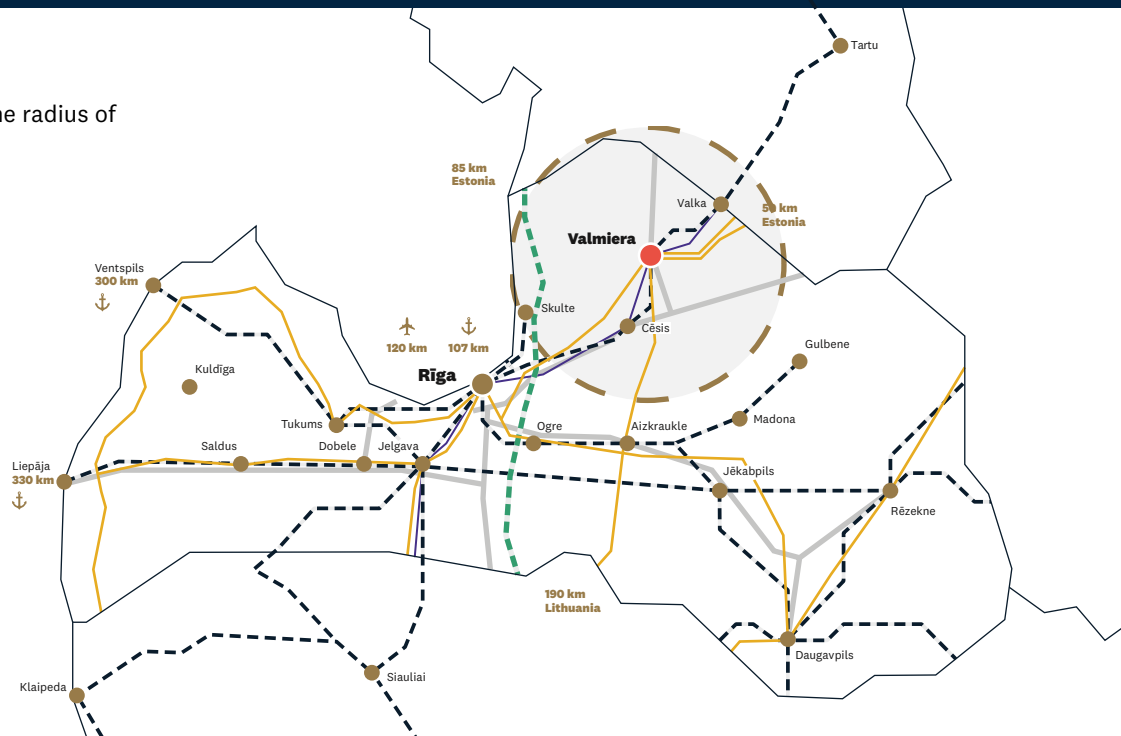 Tartu
ne radius of
85 km
Estonia
Valka
50 km
Estonia
Valmiera
Ventspils
300 km
Skulte
Cēsis
120 km
107 km
Gulbene
Kuldīga
Rīga
Tukums
Madona
Ogre
Aizkraukle
Saldus
Dobele
Jelgava
Liepāja
330 km
Jēkabpils
Rēzekne
190 km
Lithuania
Daugavpils
Siauliai
Klaipeda